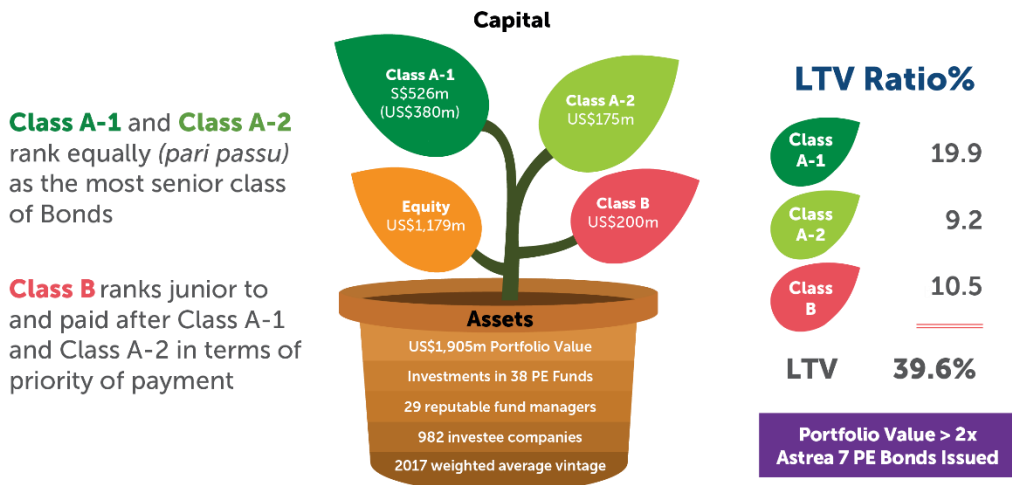 Capital
Class A-1
S$526m
(US$380m)
Class A-2
US$175m
Equity
US$1,179m
Class B
US$200m
Class A-1 and Class A-2
rank equally (pari passu)
as the most senior class
of Bonds
Class B ranks junior to
and paid after Class A-1
and Class A-2 in terms of
priority of payment
Assets
US$1,905m Portfolio Value
Investments in 38 PE Funds
29 reputable fund managers
982 investee companies
2017 weighted average vintage
LTV Ratio%
Class
A-1
19.9
Class
A-2
9.2
Class
B
10.5
LTV 39.6%
Portfolio Value > 2x
Astrea 7 PE Bonds Issued